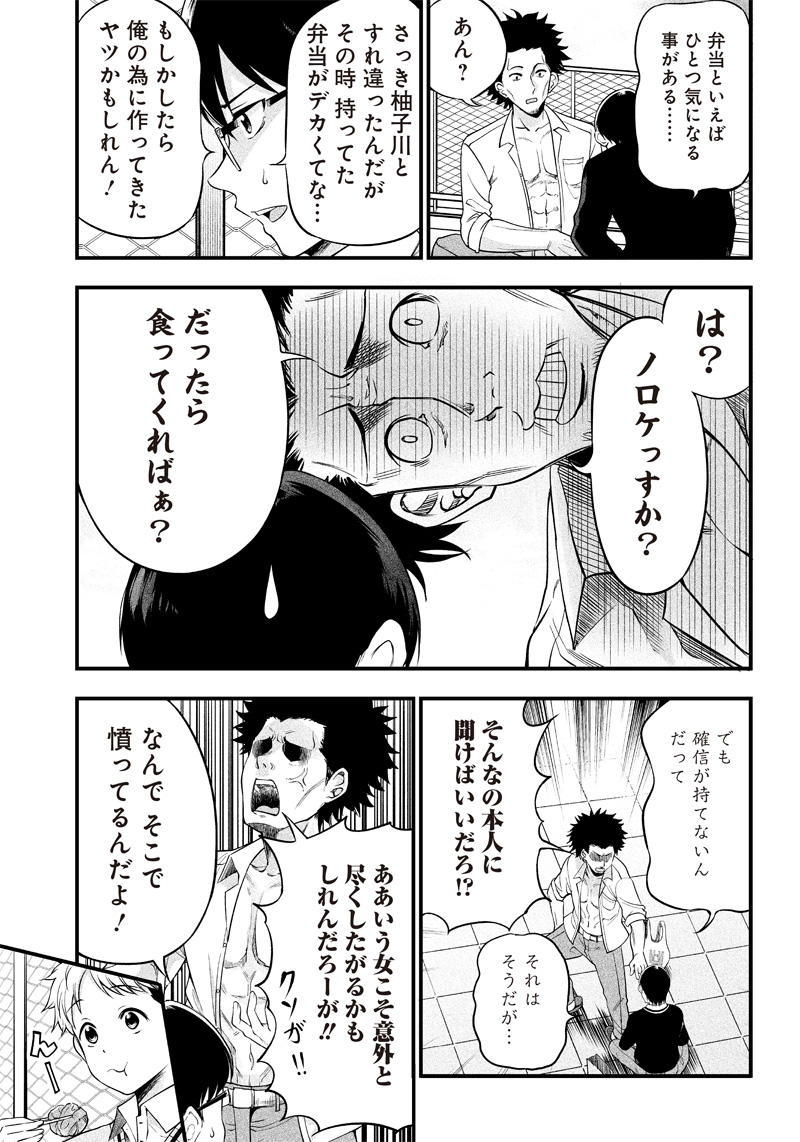 弁当といえば
ひとつ気になる
事がある………
あん？
さっき柚子川と
すれ違ったんだが
その時 持ってた
弁当がデカくてな…
もしかしたら
俺の為に作ってきた
ヤツかもしれん！
は？
ノロケっすか？
だったら
食ってくればぁ？
でも
確信が持てないん
だって
そんなの本人に
聞けばいいだろ!?
それは
そうだが…
ああいう女こそ意外と
尽くしたがるかも
しれんだろーが!!
クンガ!!
なんで そこで
憤ってるんだよ！
んー